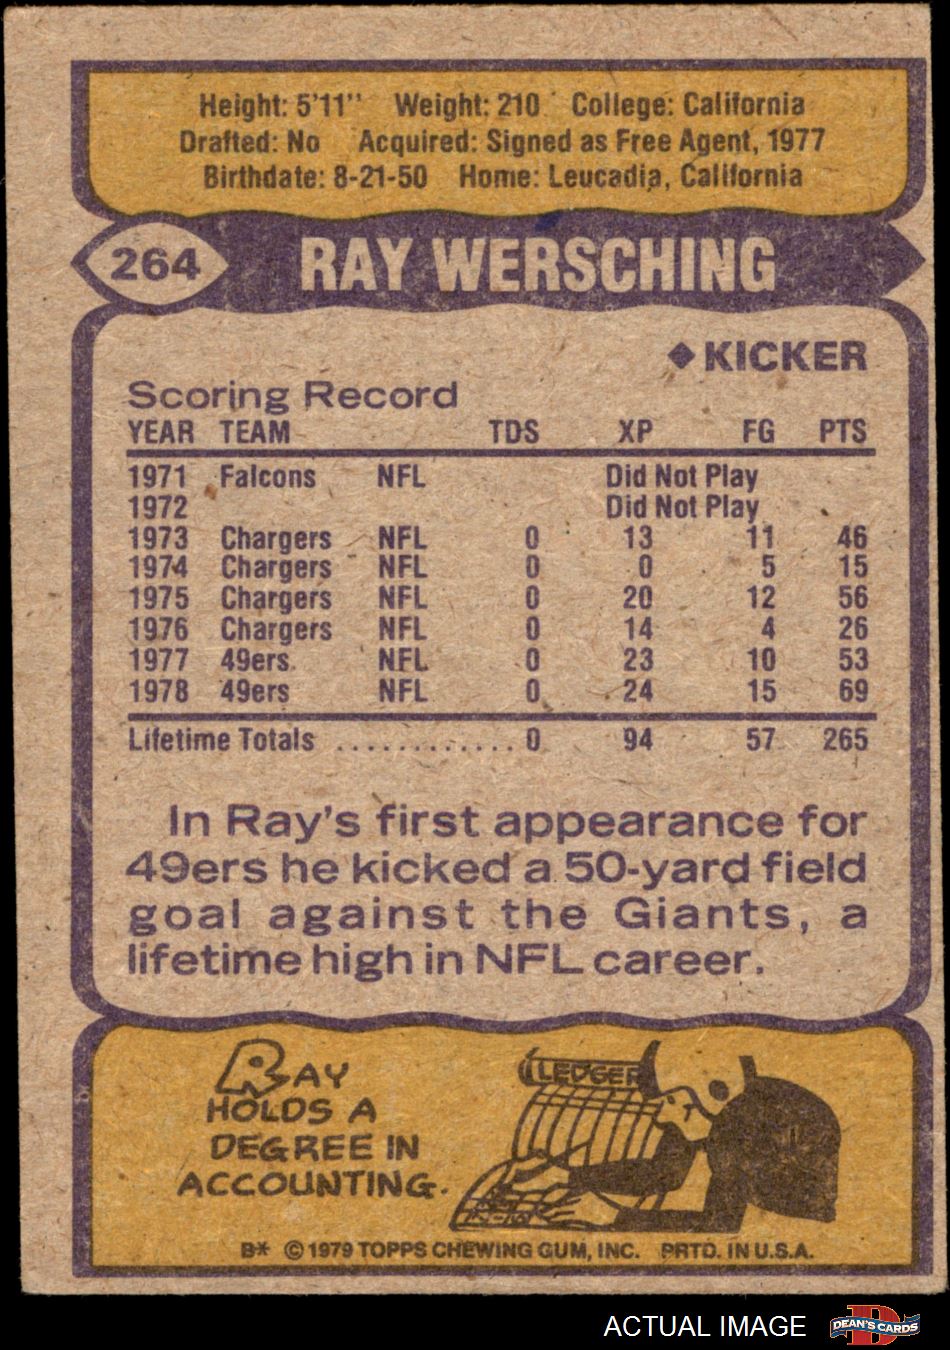 Height: 5'11" Weight: 210 College: California
Drafted: No Acquired: Signed as Free Agent, 1977
Birthdate: 8-21-50 Home: Leucadia, California
264 RAY WERSCHING
◆ KICKER
Scoring Record
YEAR TEAM TDS XP FG PTS
1971 Falcons NFL Did Not Play
1972 Did Not Play
1973 Chargers NFL 0 13 11 46
1974 Chargers NFL 0 0 5 15
1975 Chargers NFL 0 20 12 56
1976 Chargers NFL 0 14 4 26
1977 49ers NFL 0 23 10 53
1978 49ers NFL 0 24 15 69
Lifetime Totals ............ 0 94 57 265
In Ray's first appearance for
49ers he kicked a 50-yard field
goal against the Giants, a
lifetime high in NFL career.
RAY
HOLDS A
DEGREE IN
ACCOUNTING.
LEDGER
B* © 1979 TOPPS CHEWING GUM, INC. PRTD. IN U.S.A.
ACTUAL IMAGE DEAN'S CARDS